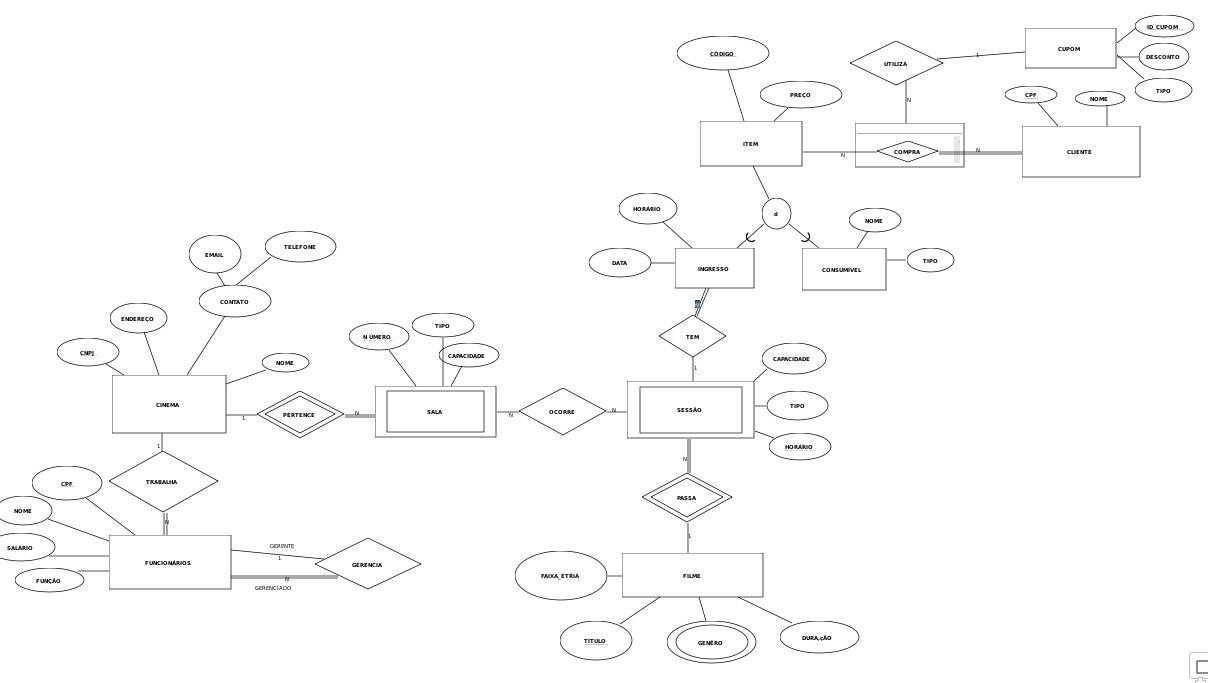 ID_CUPOM
CÓDIGO
CUPOM
DESCONTO
UTILIZA
1
TIPO
PREÇO
CPF
NOME
N
ITEM
N
COMPRA
N
CLIENTE
HORÁRIO
d
NOME
DATA
INGRESSO
CONSUMÍVEL
TIPO
EMAIL
TELEFONE
CONTATO
ENDEREÇO
CNPJ
NOME
NÚMERO
TIPO
CAPACIDADE
TEM
CAPACIDADE
1
CINEMA
1
PERTENCE
N
SALA
N
OCORRE
N
SESSÃO
TIPO
HORÁRIO
1
N
TRABALHA
CPF
N
PASSA
NOME
1
SALÁRIO
FUNCIONÁRIOS
FUNÇÃO
GERENTE
1
GERENCIA
N
GERENCIADO
FAIXA_ETRIA
FILME
TÍTULO
GENÊRO
DURAÇÃO